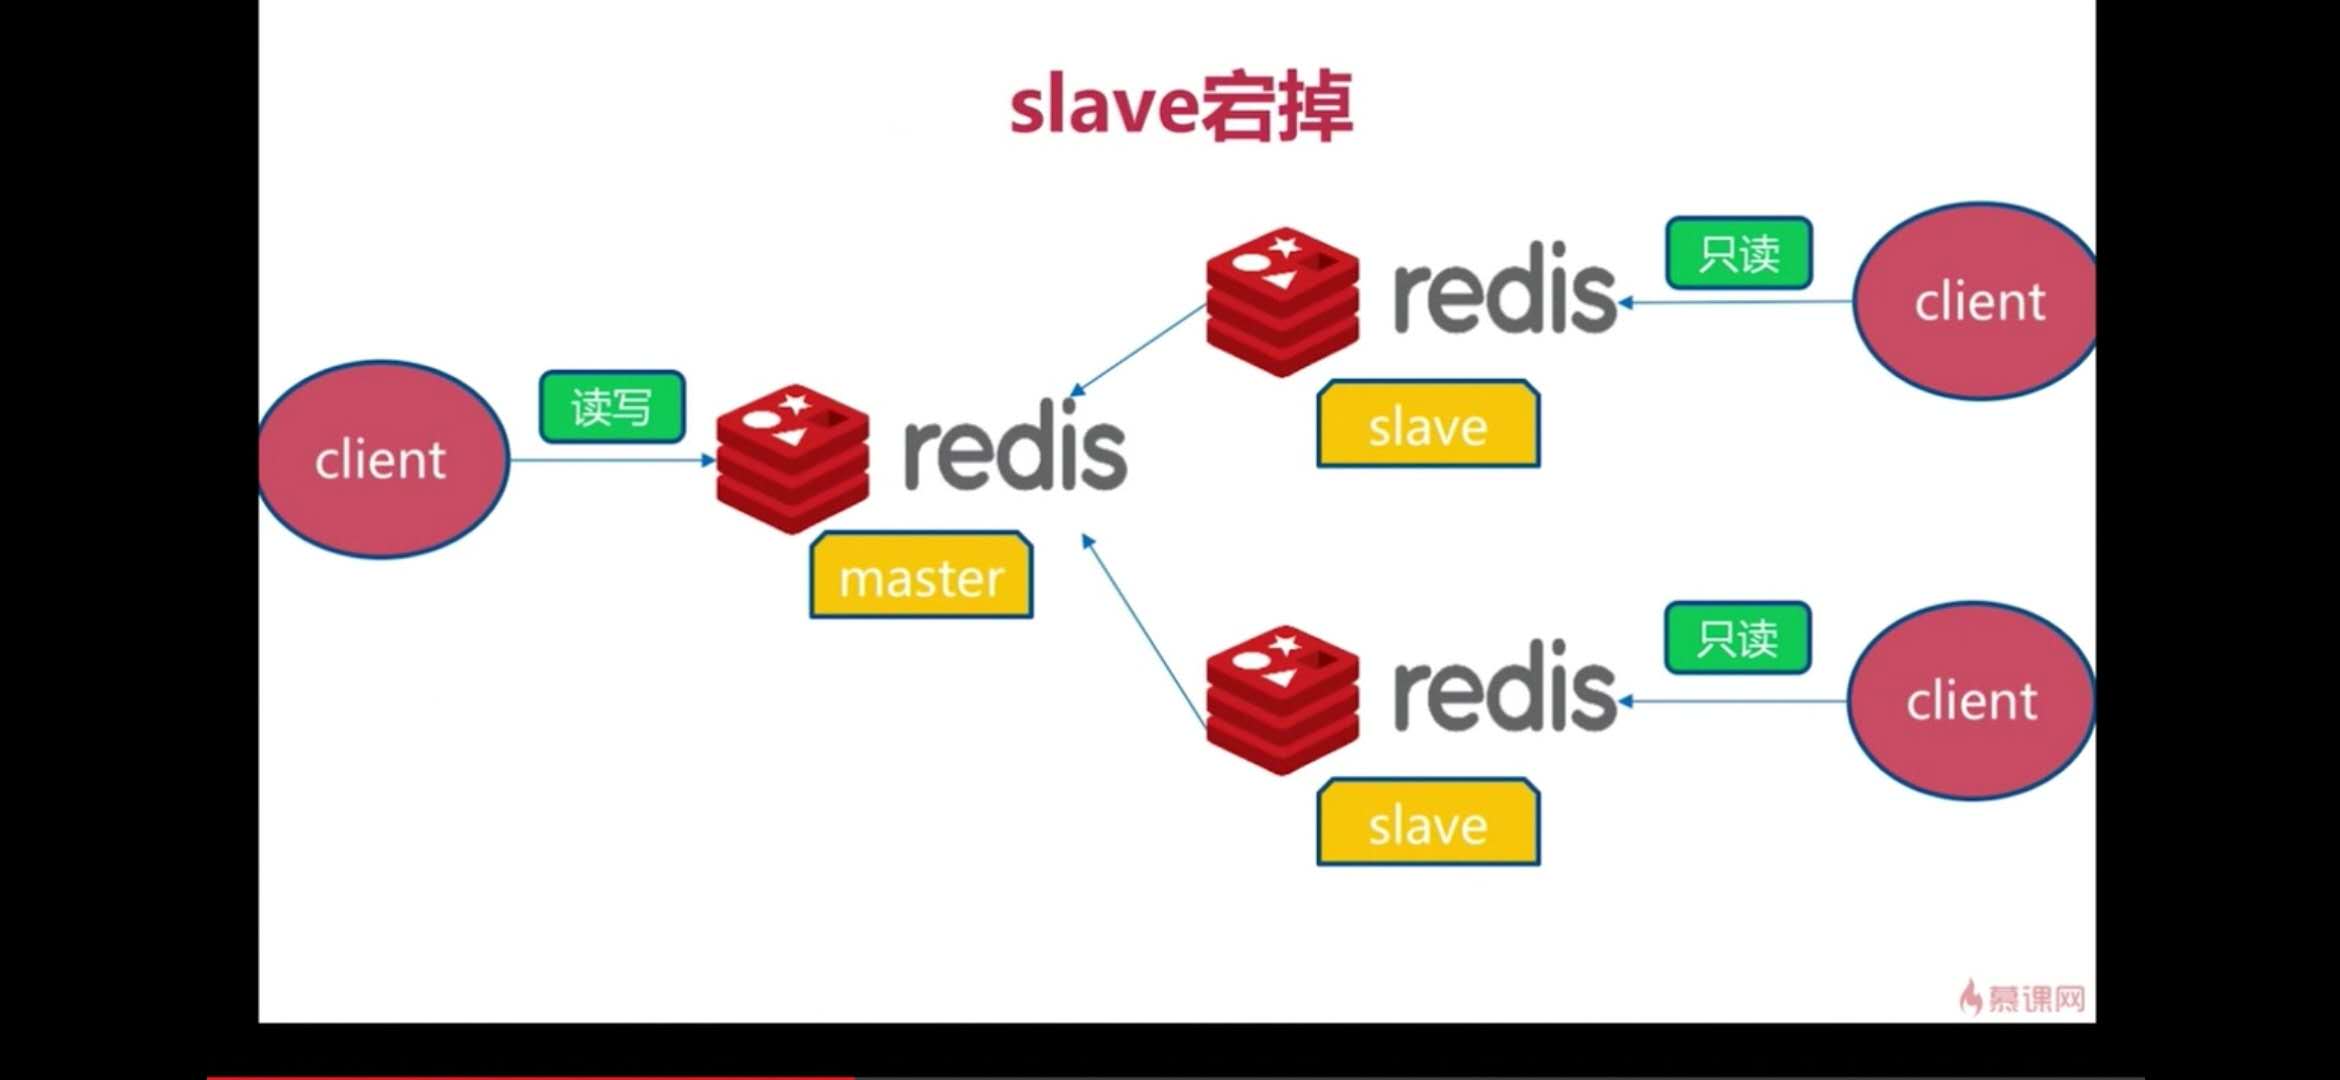 slave宕掉
只读
redis
client
读写
client
redis
slave
master
只读
redis
client
slave
慕课网